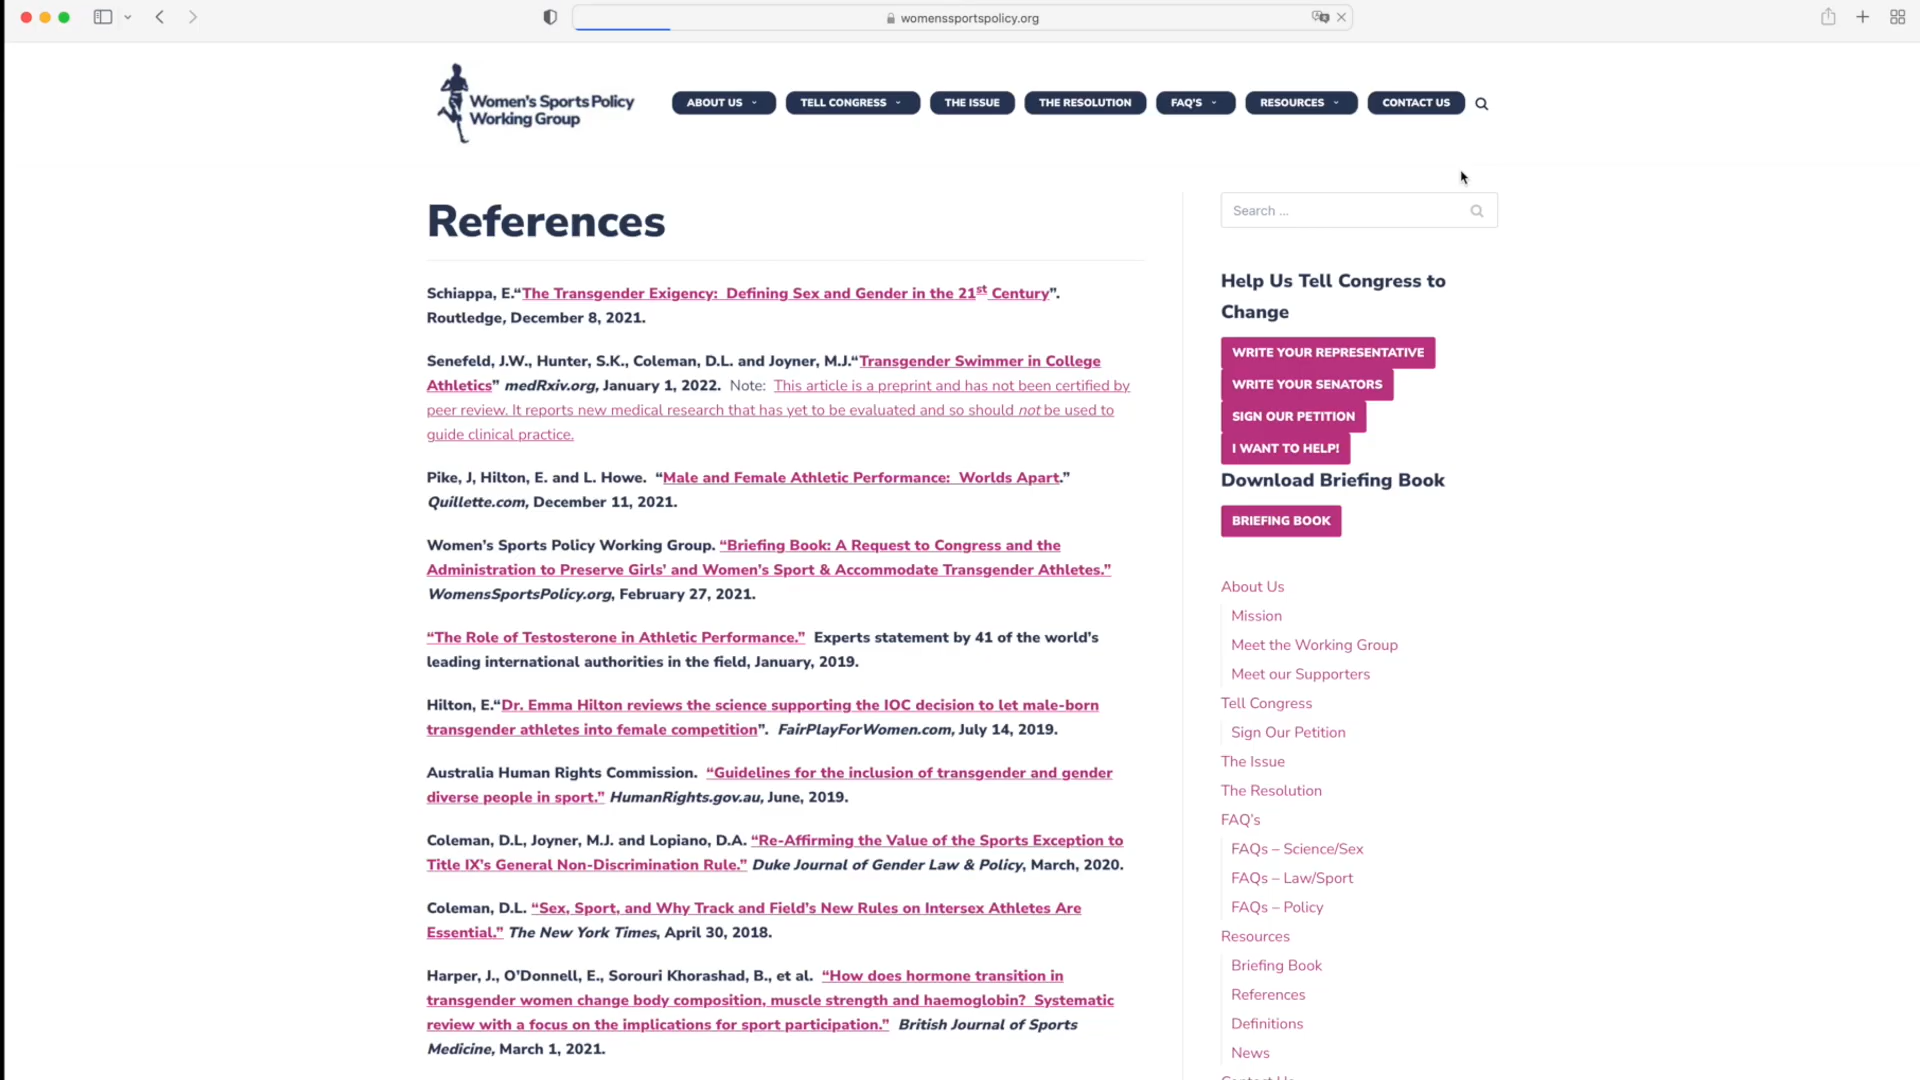 womenssportspolicy.org
Women's Sports Policy
Working Group
ABOUT US
TELL CONGRESS
THE ISSUE
THE RESOLUTION
FAQ'S
RESOURCES
CONTACT US
References
Schiappa, E.“The Transgender Exigency:  Defining Sex and Gender in the 21st Century”.
Routledge, December 8, 2021.
Senefeld, J.W., Hunter, S.K., Coleman, D.L. and Joyner, M.J.“Transgender Swimmer in College
Athletics” medRxiv.org, January 1, 2022.  Note:  This article is a preprint and has not been certified by
peer review. It reports new medical research that has yet to be evaluated and so should not be used to
guide clinical practice.
Pike, J, Hilton, E. and L. Howe.  “Male and Female Athletic Performance:  Worlds Apart.”
Quillette.com, December 11, 2021.
Women’s Sports Policy Working Group. “Briefing Book: A Request to Congress and the
Administration to Preserve Girls’ and Women’s Sport & Accommodate Transgender Athletes.”
WomensSportsPolicy.org, February 27, 2021.
“The Role of Testosterone in Athletic Performance.”  Experts statement by 41 of the world’s
leading international authorities in the field, January, 2019.
Hilton, E.“Dr. Emma Hilton reviews the science supporting the IOC decision to let male-born
transgender athletes into female competition”.  FairPlayForWomen.com, July 14, 2019.
Australia Human Rights Commission.  “Guidelines for the inclusion of transgender and gender
diverse people in sport.” HumanRights.gov.au, June, 2019.
Coleman, D.L, Joyner, M.J. and Lopiano, D.A. “Re-Affirming the Value of the Sports Exception to
Title IX’s General Non-Discrimination Rule.” Duke Journal of Gender Law & Policy, March, 2020.
Coleman, D.L. “Sex, Sport, and Why Track and Field’s New Rules on Intersex Athletes Are
Essential.” The New York Times, April 30, 2018.
Harper, J., O’Donnell, E., Sorouri Khorashad, B., et al.  “How does hormone transition in
transgender women change body composition, muscle strength and haemoglobin?  Systematic
review with a focus on the implications for sport participation.”  British Journal of Sports
Medicine, March 1, 2021.
Search ...
Help Us Tell Congress to
Change
WRITE YOUR REPRESENTATIVE
WRITE YOUR SENATORS
SIGN OUR PETITION
I WANT TO HELP!
Download Briefing Book
BRIEFING BOOK
About Us
Mission
Meet the Working Group
Meet our Supporters
Tell Congress
Sign Our Petition
The Issue
The Resolution
FAQ’s
FAQs – Science/Sex
FAQs – Law/Sport
FAQs – Policy
Resources
Briefing Book
References
Definitions
News
Contact Us